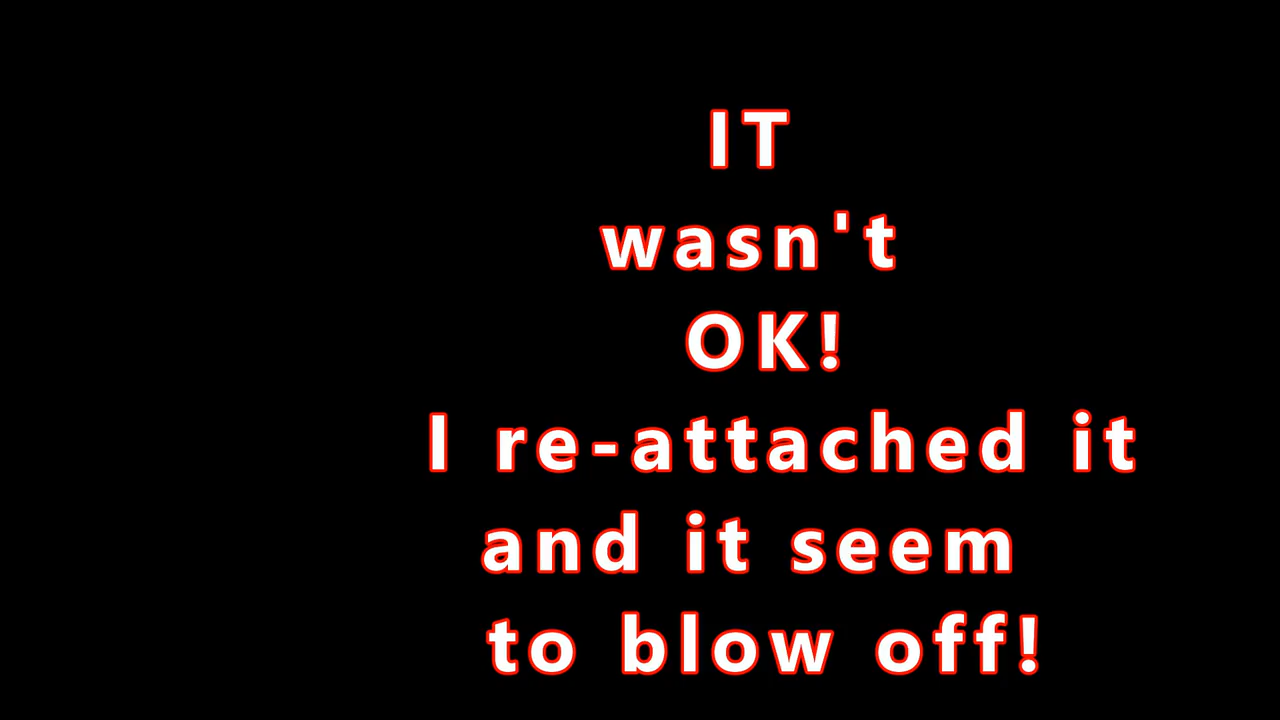 IT
wasn't
OK!
I re-attached it
and it seem
to blow off!